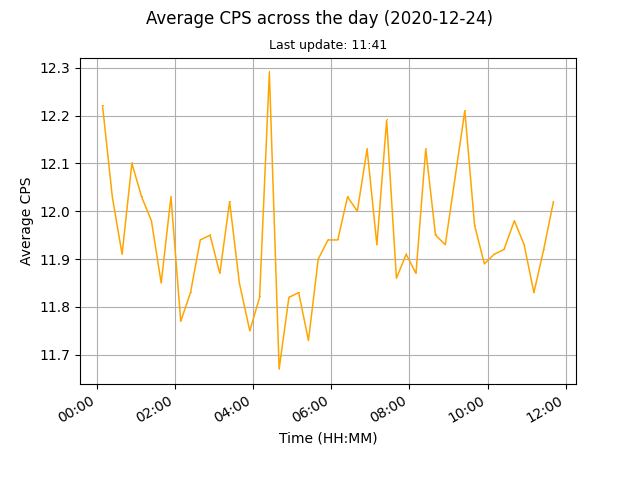 Average CPS across the day (2020-12-24)
Last update: 11:41
12.3
12.2
12.1
12.0
11.9
11.8
11.7
Average CPS
00:00 02:00 04:00 06:00 08:00 10:00 12:00
Time (HH:MM)